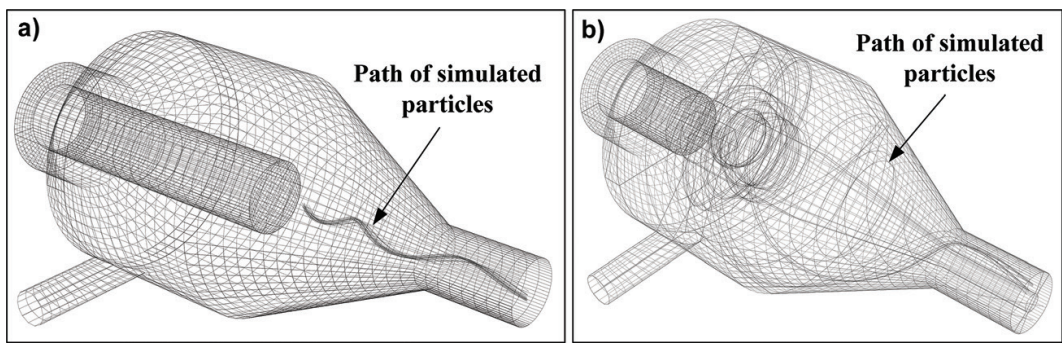 a)
Path of simulated
particles
b)
Path of simulated
particles